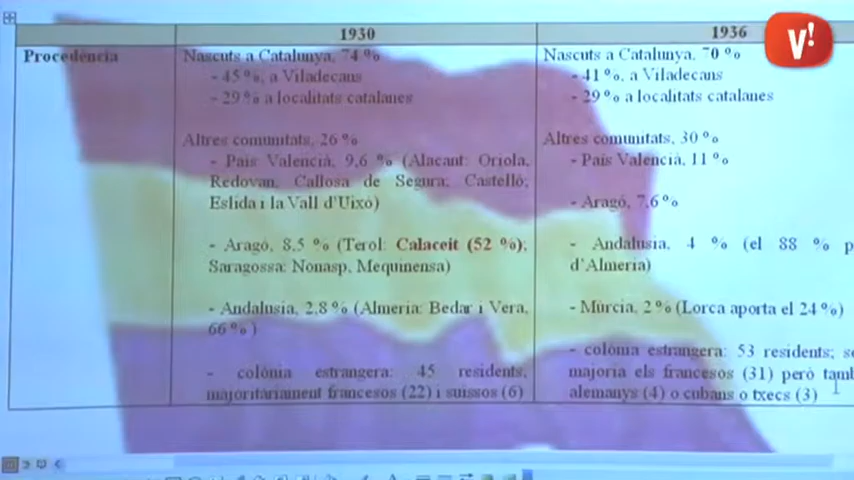 1930
1936
V!
Procedència
Nascuts a Catalunya, 74 %
- 45 %, a Viladecans
- 29 % a localitats catalanes
Altres comunitats, 26 %
- País Valencià, 9,6 % (Alacant: Oriola,
Redovan, Callosa de Segura; Castelló:
Eslida i la Vall d'Uixó)
- Aragó, 8,5 % (Terol: Calaceit (52 %);
Saragossa: Nonasp, Mequinensa)
- Andalusia, 2,8 % (Almeria: Bedar i Vera,
66 %)
- colònia estrangera: 45 residents,
majoritàriament francesos (22) i suïssos (6)
Nascuts a Catalunya, 70 %
- 41 %, a Viladecans
- 29 % a localitats catalanes
Altres comunitats, 30 %
- País Valencià, 11 %
- Aragó, 7,6 %
- Andalusia, 4 % (el 88 % p
d'Almeria)
- Múrcia, 2 % (Lorca aporta el 24 %)
- colònia estrangera: 53 residents; se
majoria els francesos (31) però tamb
alemanys (4) o cubans o txecs (3)